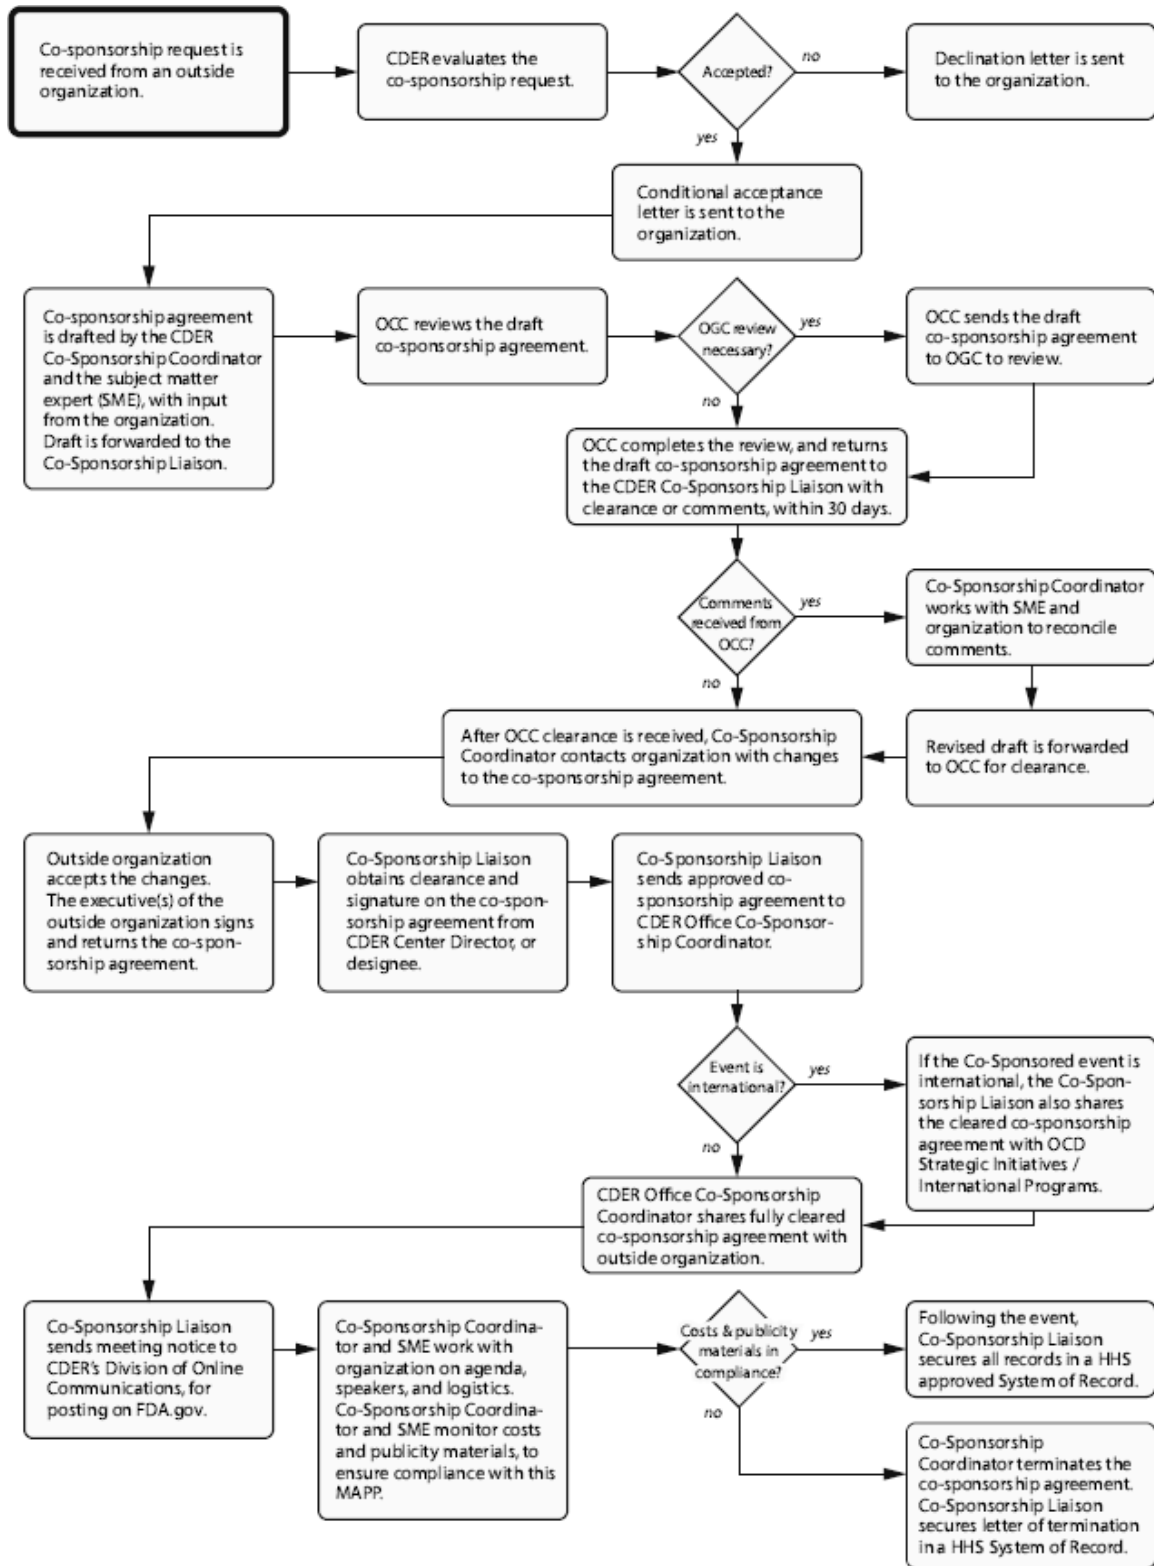 Co-sponsorship request is
received from an outside
organization.
CDER evaluates the
co-sponsorship request.
Accepted?
no
Declination letter is sent
to the organization.
yes
Conditional acceptance
letter is sent to the
organization.
Co-sponsorship agreement
is drafted by the CDER
Co-Sponsorship Coordinator
and the subject matter
expert (SME), with input
from the organization.
Draft is forwarded to the
Co-Sponsorship Liaison.
OCC reviews the draft
co-sponsorship agreement.
OGC review
necessary?
yes
OCC sends the draft
co-sponsorship agreement
to OGC to review.
no
OCC completes the review, and returns
the draft co-sponsorship agreement to
the CDER Co-Sponsorship Liaison with
clearance or comments, within 30 days.
Comments
received from
OCC?
yes
Co-Sponsorship Coordinator
works with SME and
organization to reconcile
comments.
no
After OCC clearance is received, Co-Sponsorship
Coordinator contacts organization with changes
to the co-sponsorship agreement.
Revised draft is forwarded
to OCC for clearance.
Outside organization
accepts the changes.
The executive(s) of the
outside organization signs
and returns the co-spon-
sorship agreement.
Co-Sponsorship Liaison
obtains clearance and
signature on the co-spon-
sorship agreement from
CDER Center Director, or
designee.
Co-Sponsorship Liaison
sends approved co-
sponsorship agreement to
CDER Office Co-Sponsor-
ship Coordinator.
Event is
international?
yes
If the Co-Sponsored event is
international, the Co-Spon-
sorship Liaison also shares
the cleared co-sponsorship
agreement with OCD
Strategic Initiatives /
International Programs.
no
CDER Office Co-Sponsorship
Coordinator shares fully cleared
co-sponsorship agreement with
outside organization.
Co-Sponsorship Liaison
sends meeting notice to
CDER's Division of Online
Communications, for
posting on FDA.gov.
Co-Sponsorship Coordina-
tor and SME work with
organization on agenda,
speakers, and logistics.
Co-Sponsorship Coordina-
tor and SME monitor costs
and publicity materials, to
ensure compliance with this
MAPP.
Costs & publicity
materials in
compliance?
yes
Following the event,
Co-Sponsorship Liaison
secures all records in a HHS
approved System of Record.
no
Co-Sponsorship
Coordinator terminates the
co-sponsorship agreement.
Co-Sponsorship Liaison
secures letter of termination
in a HHS System of Record.